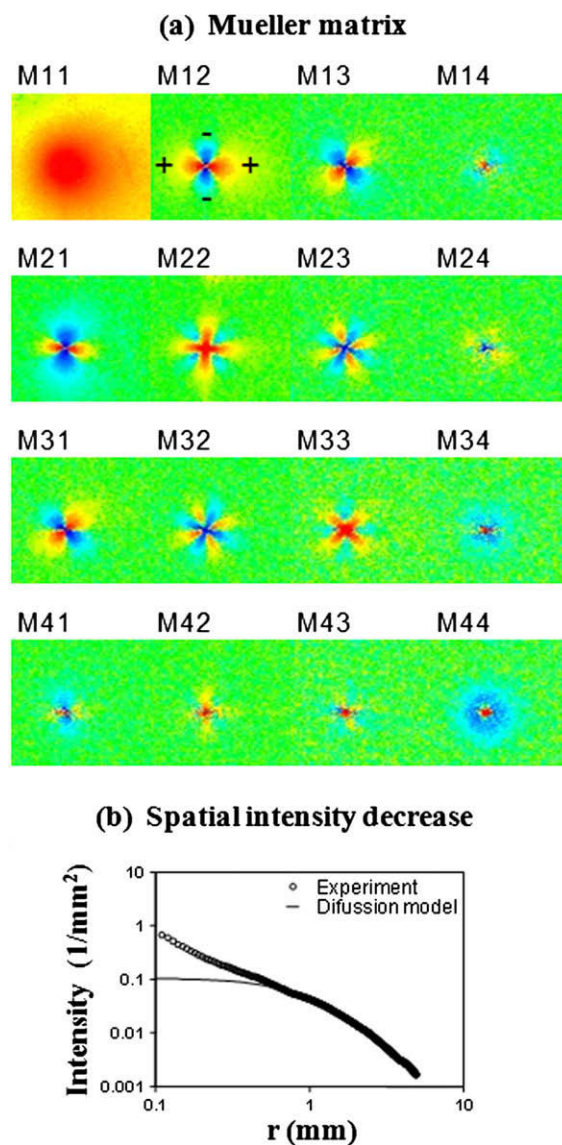 (a) Mueller matrix
M11 M12 M13 M14
-
+ +
-
M21 M22 M23 M24
M31 M32 M33 M34
M41 M42 M43 M44
(b) Spatial intensity decrease
10
1
0.1
0.01
0.001
Intensity (1/mm²)
Experiment
Difussion model
0.1 1 10
r (mm)